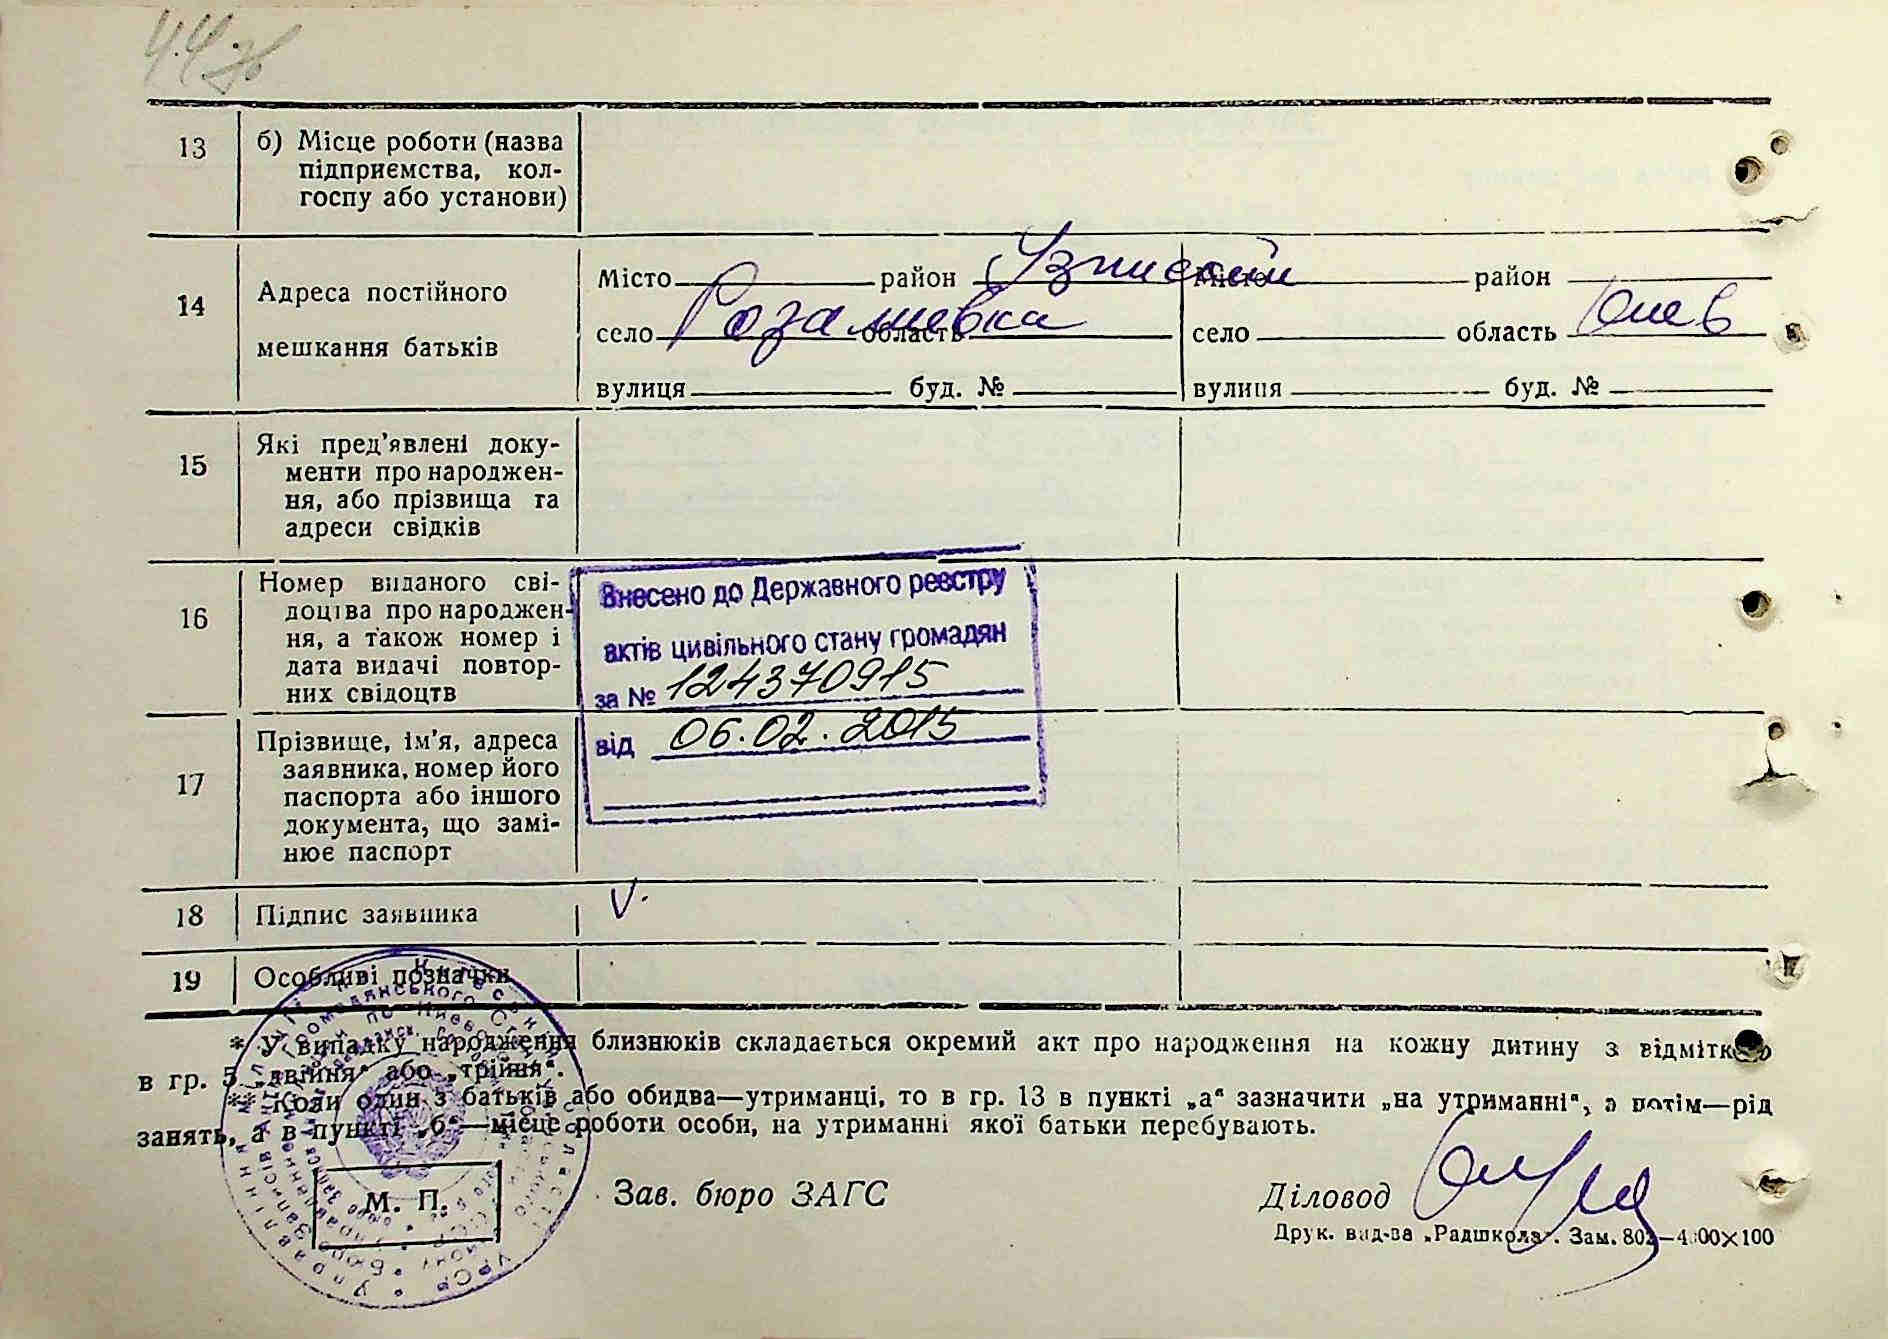 13 б) Місце роботи (назва
підприємства, кол-
госпу або установи)
14 Адреса постійного
мешкання батьків
Місто район Узинский Місто район
село Розалиевка область село область Киев
вулиця буд. № вулиця буд. №
15 Які пред'явлені доку-
менти про народжен-
ня, або прізвища та
адреси свідків
16 Номер виданого сві-
доцтва про народжен-
ня, а також номер і
дата видачі повтор-
них свідоцтв
Внесено до Державного реєстру
актів цивільного стану громадян
за № 124370915
від 06.02.2015
17 Прізвище, ім'я, адреса
заявника, номер його
паспорта або іншого
документа, що замі-
нює паспорт
18 Підпис заявника V.
19 Особливі позначки
* У випадку народження близнюків складається окремий акт про народження на кожну дитину з відміткою
в гр. 5 „двійня" або „трійня".
** Коли один з батьків або обидва—утриманці, то в гр. 13 в пункті „а" зазначити „на утриманні", а потім—рід
занять, а в пункті „б"—місце роботи особи, на утриманні якої батьки перебувають.
М. П. Зав. бюро ЗАГС Діловод
Друк. вид-ва „Радшкола". Зам. 802—4000×100